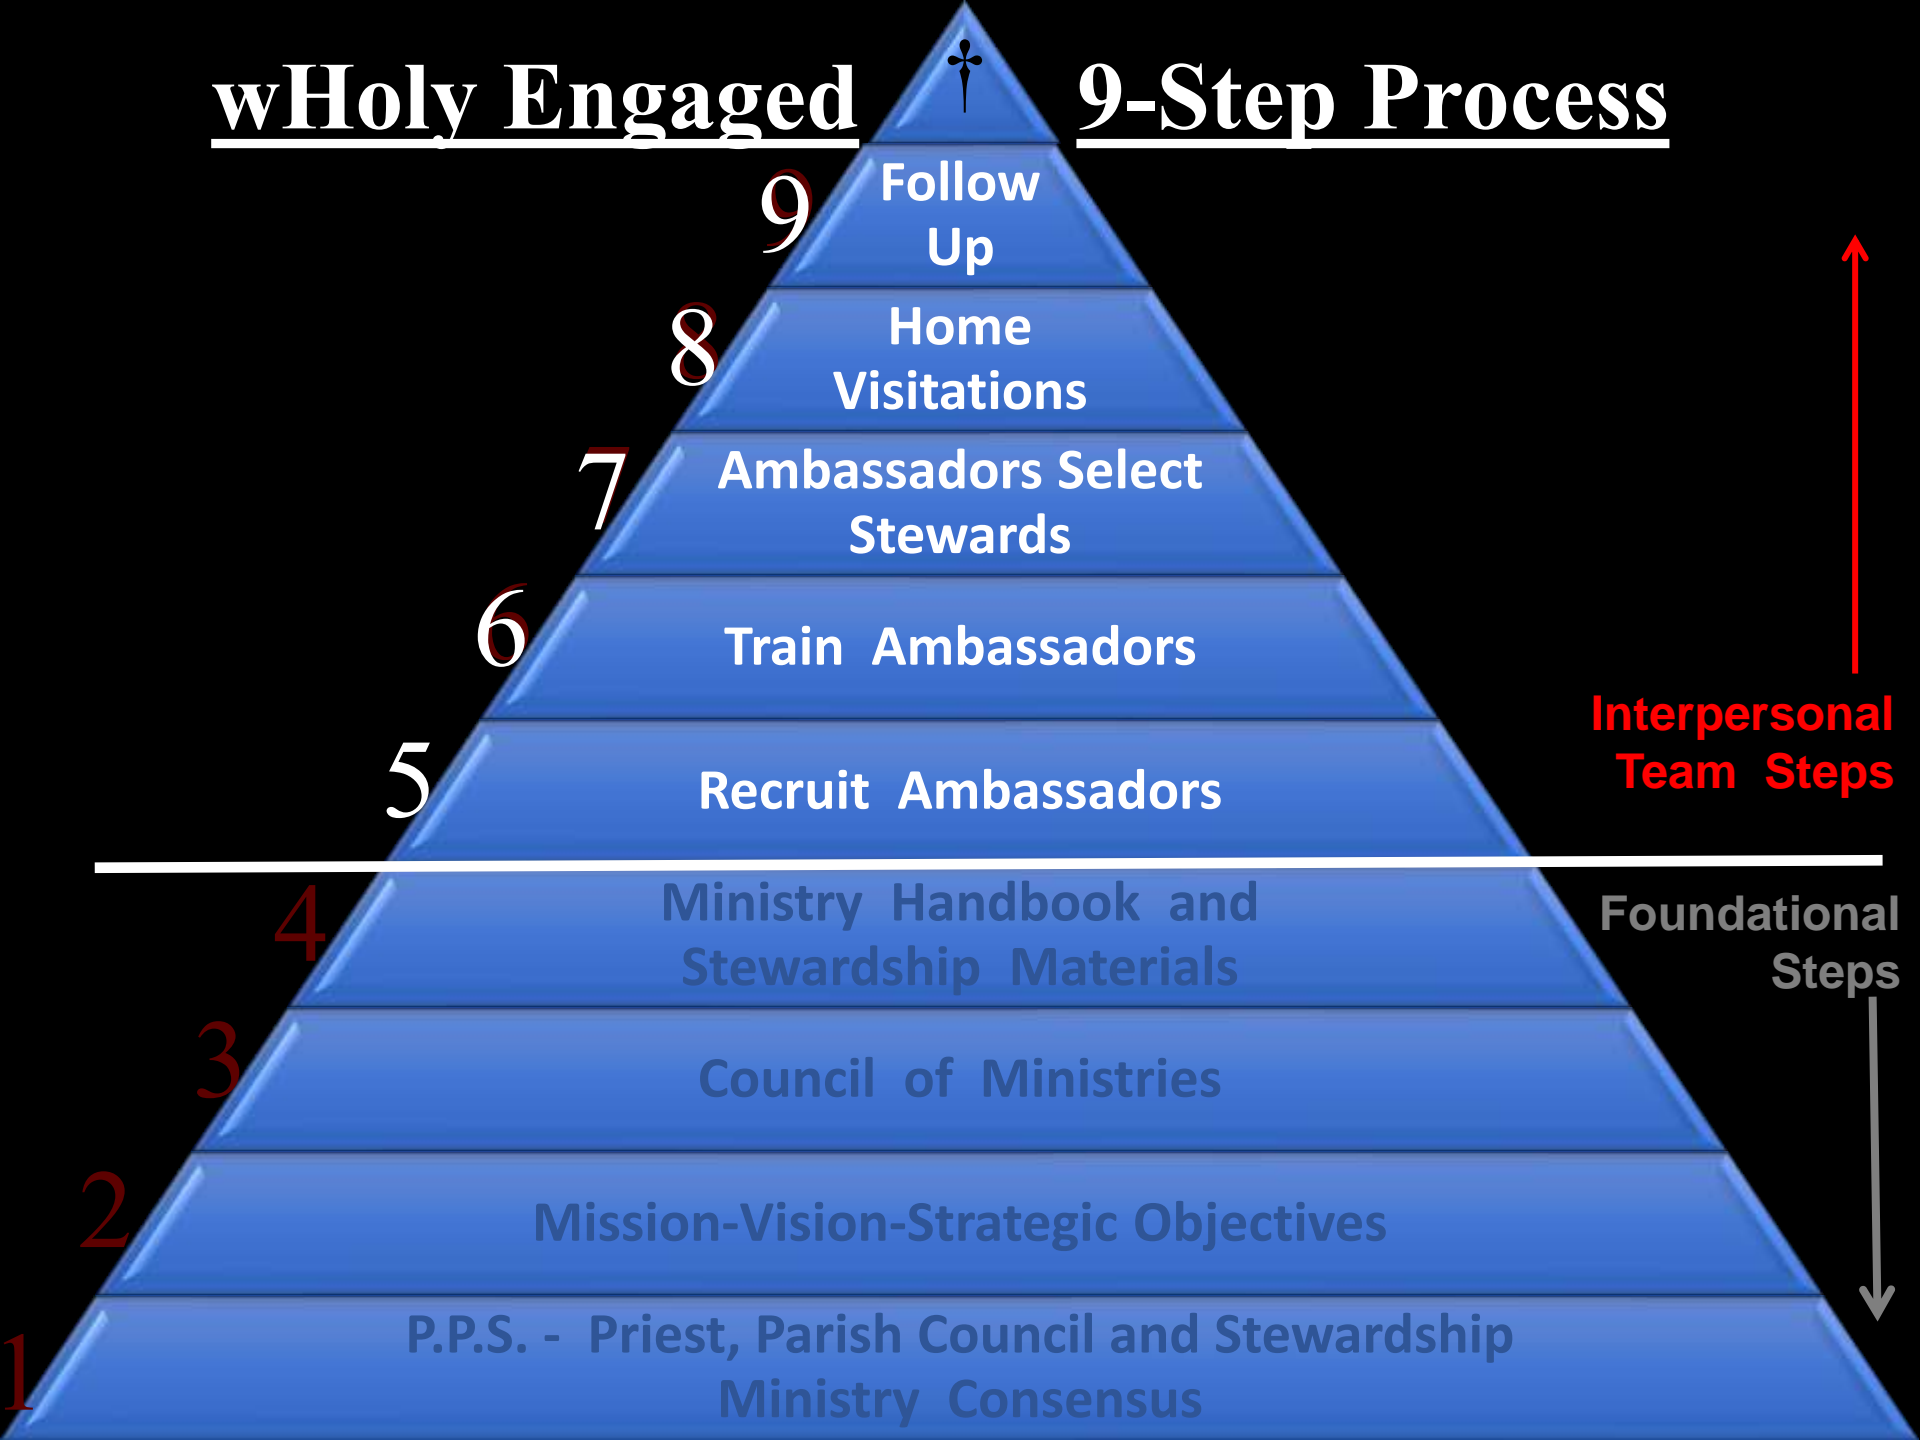 †
wHoly Engaged 9-Step Process
9 Follow
Up
8 Home
Visitations
7 Ambassadors Select
Stewards
6 Train Ambassadors
5 Recruit Ambassadors
Interpersonal
Team Steps
4 Ministry Handbook and
Stewardship Materials
Foundational
Steps
3 Council of Ministries
2 Mission-Vision-Strategic Objectives
1 P.P.S. - Priest, Parish Council and Stewardship
Ministry Consensus